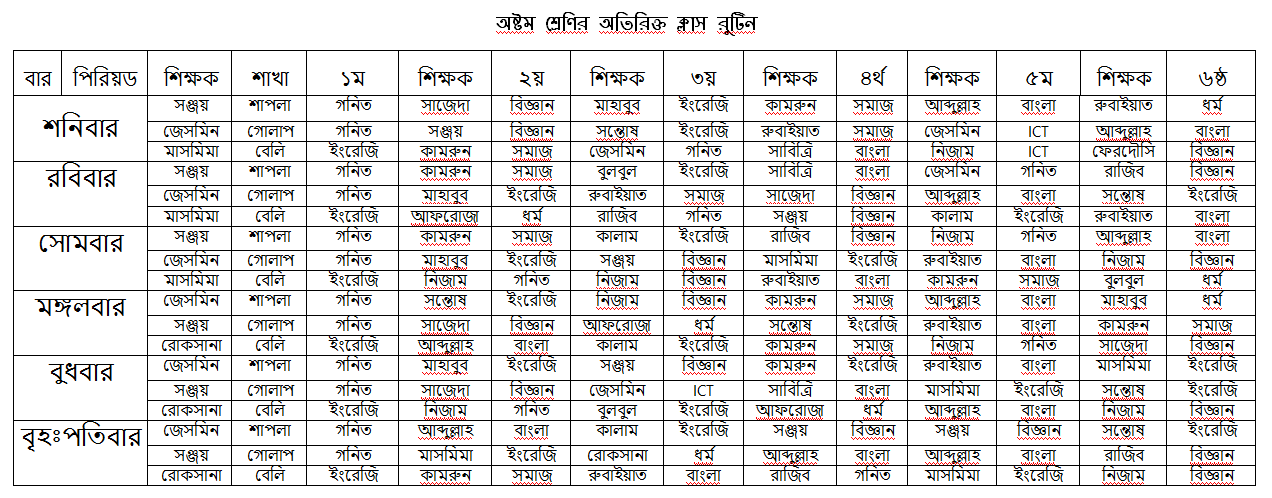 অষ্টম শ্রেণির অতিরিক্ত ক্লাস রুটিন
বার পিরিয়ড শিক্ষক শাখা ১ম শিক্ষক ২য় শিক্ষক ৩য় শিক্ষক ৪র্থ শিক্ষক ৫ম শিক্ষক ৬ষ্ঠ
শনিবার সঞ্জয় শাপলা গনিত সাজেদা বিজ্ঞান মাহাবুব ইংরেজি কামরুন সমাজ আব্দুল্লাহ বাংলা রুবাইয়াত ধর্ম
জেসমিন গোলাপ গনিত সঞ্জয় বিজ্ঞান সন্তোষ ইংরেজি রুবাইয়াত সমাজ জেসমিন ICT আব্দুল্লাহ বাংলা
মাসমিমা বেলি ইংরেজি কামরুন সমাজ জেসমিন গনিত সাবিত্রি বাংলা নিজাম ICT ফেরদৌসি বিজ্ঞান
রবিবার সঞ্জয় শাপলা গনিত কামরুন সমাজ বুলবুল ইংরেজি সাবিত্রি বাংলা জেসমিন গনিত রাজিব বিজ্ঞান
জেসমিন গোলাপ গনিত মাহাবুব ইংরেজি রুবাইয়াত সমাজ সাজেদা বিজ্ঞান আব্দুল্লাহ বাংলা সন্তোষ ইংরেজি
মাসমিমা বেলি ইংরেজি আফরোজা ধর্ম রাজিব গনিত সঞ্জয় বিজ্ঞান কালাম ইংরেজি রুবাইয়াত বাংলা
সোমবার সঞ্জয় শাপলা গনিত কামরুন সমাজ কালাম ইংরেজি রাজিব বিজ্ঞান নিজাম গনিত আব্দুল্লাহ বাংলা
জেসমিন গোলাপ গনিত মাহাবুব ইংরেজি সঞ্জয় বিজ্ঞান মাসমিমা ইংরেজি রুবাইয়াত বাংলা নিজাম বিজ্ঞান
মাসমিমা বেলি ইংরেজি নিজাম গনিত নিজাম বিজ্ঞান রুবাইয়াত বাংলা কামরুন সমাজ বুলবুল ধর্ম
মঙ্গলবার জেসমিন শাপলা গনিত সন্তোষ ইংরেজি নিজাম বিজ্ঞান কামরুন সমাজ আব্দুল্লাহ বাংলা মাহাবুব ধর্ম
সঞ্জয় গোলাপ গনিত সাজেদা বিজ্ঞান আফরোজা ধর্ম সন্তোষ ইংরেজি রুবাইয়াত বাংলা কামরুন সমাজ
রোকসানা বেলি ইংরেজি আব্দুল্লাহ বাংলা কালাম ইংরেজি কামরুন সমাজ নিজাম গনিত সাজেদা বিজ্ঞান
বুধবার জেসমিন শাপলা গনিত মাহাবুব ইংরেজি সঞ্জয় বিজ্ঞান কামরুন ইংরেজি রুবাইয়াত বাংলা মাসমিমা ইংরেজি
সঞ্জয় গোলাপ গনিত সাজেদা বিজ্ঞান জেসমিন ICT সাবিত্রি বাংলা মাসমিমা ইংরেজি সন্তোষ ইংরেজি
রোকসানা বেলি ইংরেজি নিজাম গনিত বুলবুল ইংরেজি আফরোজা ধর্ম আব্দুল্লাহ বাংলা নিজাম বিজ্ঞান
বৃহঃপতিবার জেসমিন শাপলা গনিত আব্দুল্লাহ বাংলা কালাম ইংরেজি সঞ্জয় বিজ্ঞান সঞ্জয় বিজ্ঞান সন্তোষ ইংরেজি
সঞ্জয় গোলাপ গনিত মাসমিমা ইংরেজি রোকসানা ধর্ম আব্দুল্লাহ বাংলা আব্দুল্লাহ বাংলা রাজিব বিজ্ঞান
রোকসানা বেলি ইংরেজি কামরুন সমাজ রুবাইয়াত বাংলা রাজিব গনিত মাসমিমা ইংরেজি নিজাম বিজ্ঞান